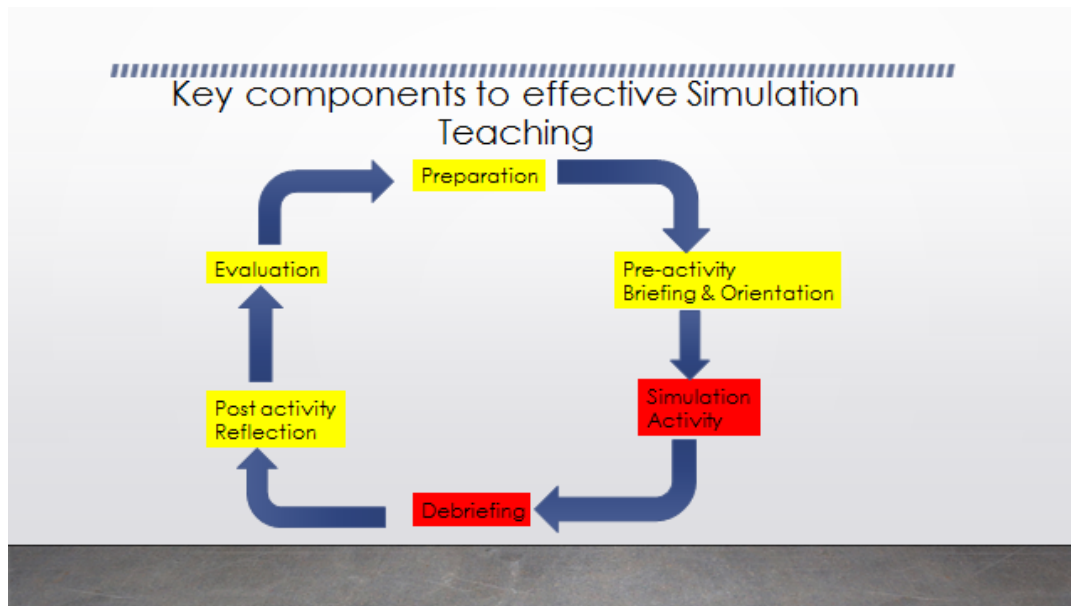 Key components to effective Simulation
Teaching
Preparation
Pre-activity
Briefing & Orientation
Simulation
Activity
Debriefing
Post activity
Reflection
Evaluation